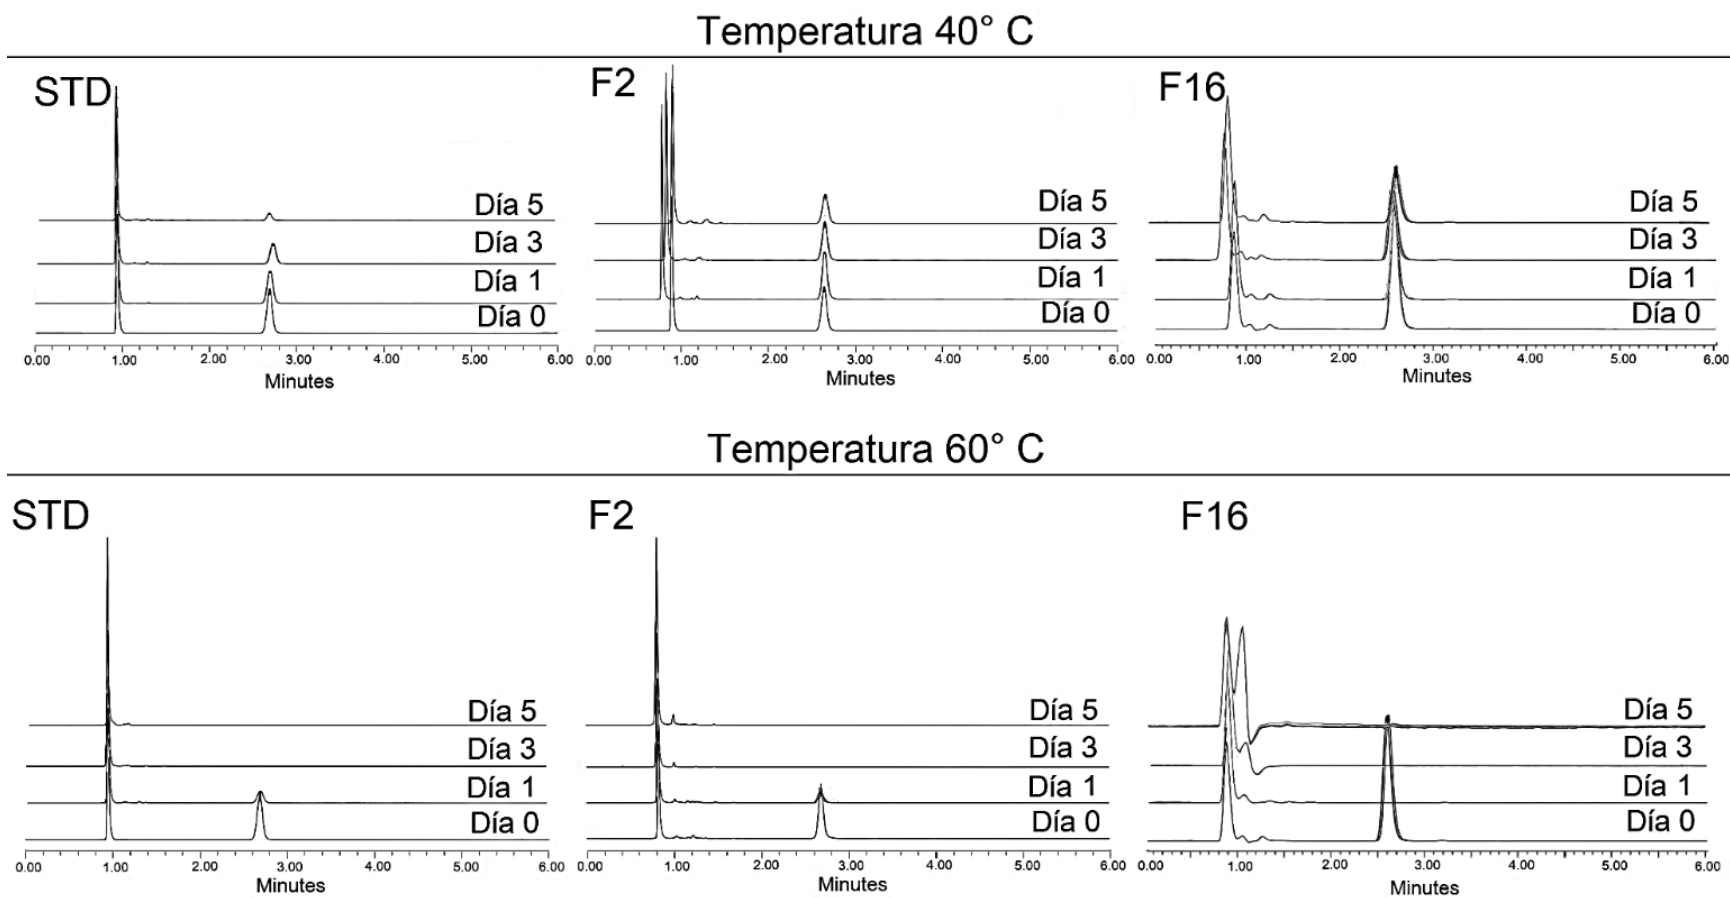 Temperatura 40° C
STD
Día 5
Día 3
Día 1
Día 0
0.00 1.00 2.00 3.00 4.00 5.00 6.00
Minutes
F2
Día 5
Día 3
Día 1
Día 0
0.00 1.00 2.00 3.00 4.00 5.00 6.00
Minutes
F16
Día 5
Día 3
Día 1
Día 0
0.00 1.00 2.00 3.00 4.00 5.00 6.00
Minutes
Temperatura 60° C
STD
Día 5
Día 3
Día 1
Día 0
0.00 1.00 2.00 3.00 4.00 5.00 6.00
Minutes
F2
Día 5
Día 3
Día 1
Día 0
0.00 1.00 2.00 3.00 4.00 5.00 6.00
Minutes
F16
Día 5
Día 3
Día 1
Día 0
0.00 1.00 2.00 3.00 4.00 5.00 6.00
Minutes